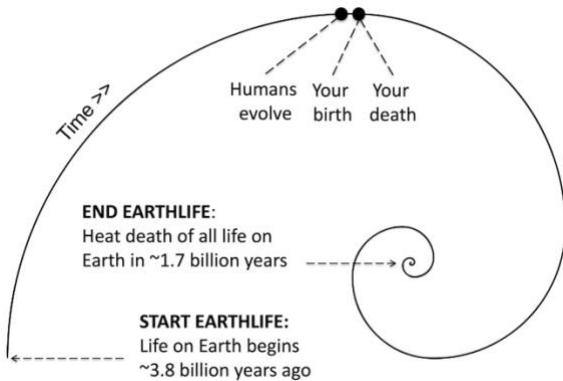 Time >>
Humans evolve
Your birth
Your death
END EARTHLIFE:
Heat death of all life on
Earth in ~1.7 billion years
START EARTHLIFE:
Life on Earth begins
~3.8 billion years ago